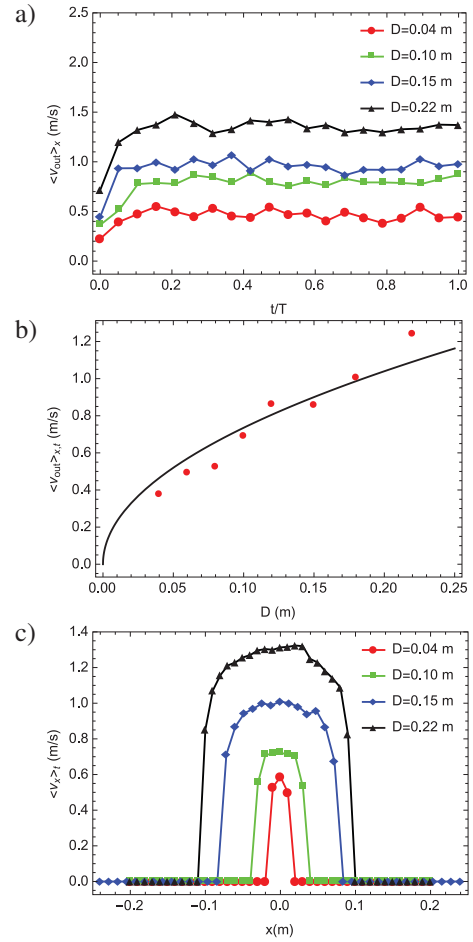 a)
D=0.04 m
D=0.10 m
D=0.15 m
D=0.22 m
<v_out>_x (m/s)
2.5
2.0
1.5
1.0
0.5
0.0
0.0 0.2 0.4 0.6 0.8 1.0
t/T
b)
<v_out>_x,t (m/s)
1.2
1.0
0.8
0.6
0.4
0.2
0.0
0.00 0.05 0.10 0.15 0.20 0.25
D (m)
c)
D=0.04 m
D=0.10 m
D=0.15 m
D=0.22 m
<v_x>_t (m/s)
1.4
1.2
1.0
0.8
0.6
0.4
0.2
0.0
−0.2 −0.1 0.0 0.1 0.2
x(m)